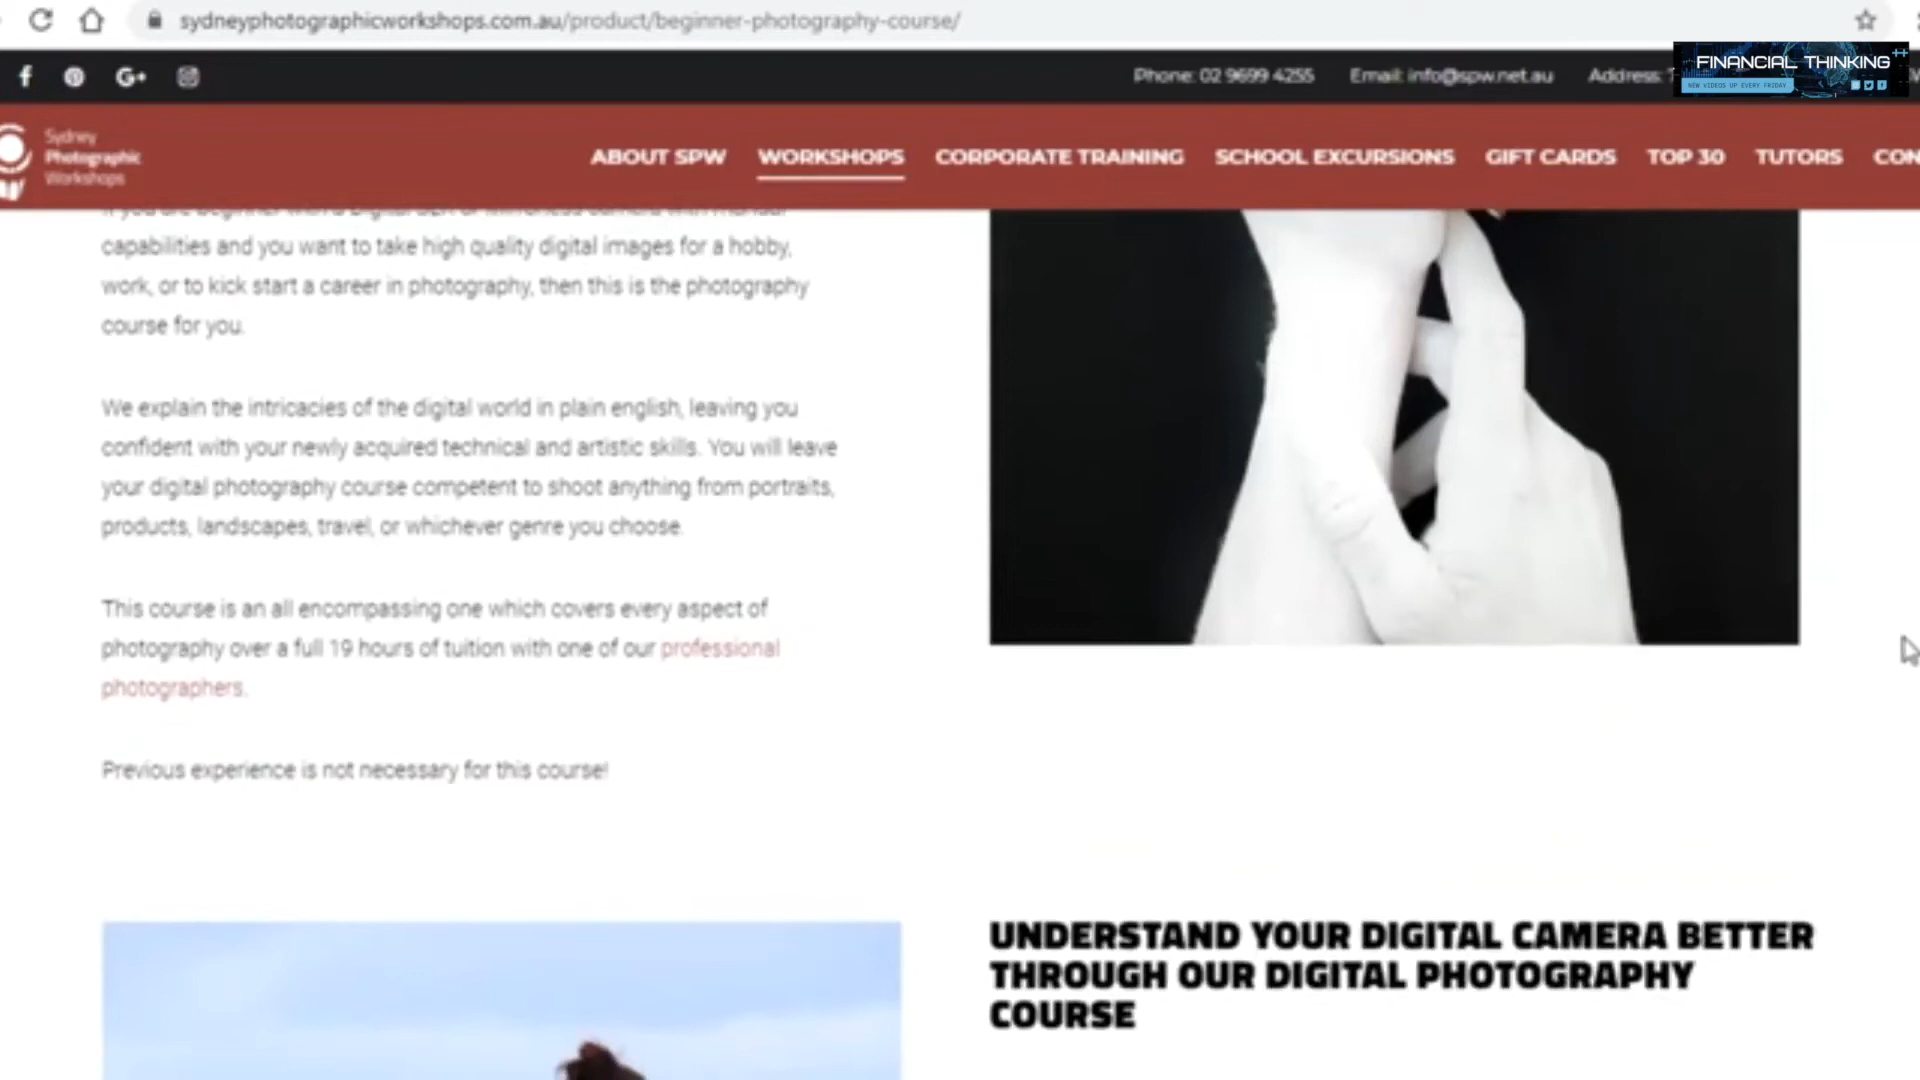 sydneyphotographicworkshops.com.au/product/beginner-photography-course/
G+
Phone: 02 9699 4255 Email: info@spw.net.au Address:
FINANCIAL THINKING
NEW VIDEOS UP EVERY FRIDAY
Sydney
Photographic
Workshops
ABOUT SPW WORKSHOPS CORPORATE TRAINING SCHOOL EXCURSIONS GIFT CARDS TOP 30 TUTORS CON
capabilities and you want to take high quality digital images for a hobby,
work, or to kick start a career in photography, then this is the photography
course for you.
We explain the intricacies of the digital world in plain english, leaving you
confident with your newly acquired technical and artistic skills. You will leave
your digital photography course competent to shoot anything from portraits,
products, landscapes, travel, or whichever genre you choose.
This course is an all encompassing one which covers every aspect of
photography over a full 19 hours of tuition with one of our professional
photographers.
Previous experience is not necessary for this course!
UNDERSTAND YOUR DIGITAL CAMERA BETTER
THROUGH OUR DIGITAL PHOTOGRAPHY
COURSE